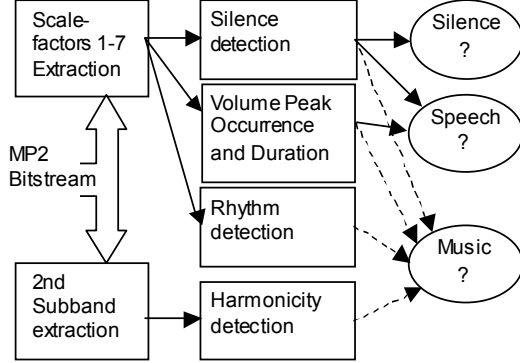 Scale-
factors 1-7
Extraction
MP2
Bitstream
2nd
Subband
extraction
Silence
detection
Volume Peak
Occurrence
and Duration
Rhythm
detection
Harmonicity
detection
Silence
?
Speech
?
Music
?